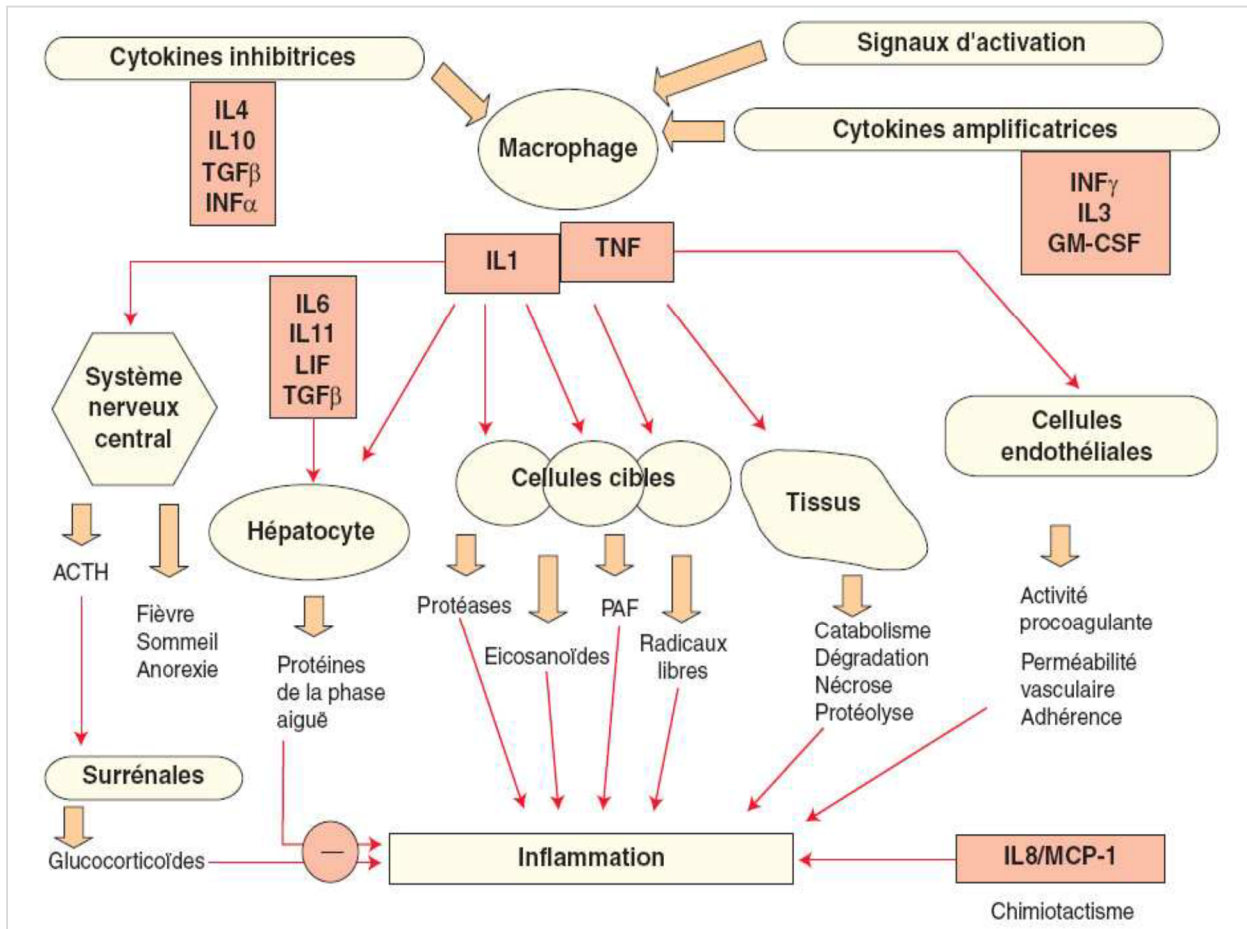 Cytokines inhibitrices
Signaux d'activation
IL4
IL10
TGFβ
INFα
Macrophage
Cytokines amplificatrices
INFγ
IL3
GM-CSF
IL1
TNF
IL6
IL11
LIF
TGFβ
Système
nerveux
central
Hépatocyte
Cellules cibles
Tissus
Cellules
endothéliales
ACTH
Fièvre
Sommeil
Anorexie
Protéines
de la phase
aiguë
Protéases
Eicosanoïdes
PAF
Radicaux
libres
Catabolisme
Dégradation
Nécrose
Protéolyse
Activité
procoagulante
Perméabilité
vasculaire
Adhérence
Surrénales
Glucocorticoïdes
—
Inflammation
IL8/MCP-1
Chimiotactisme